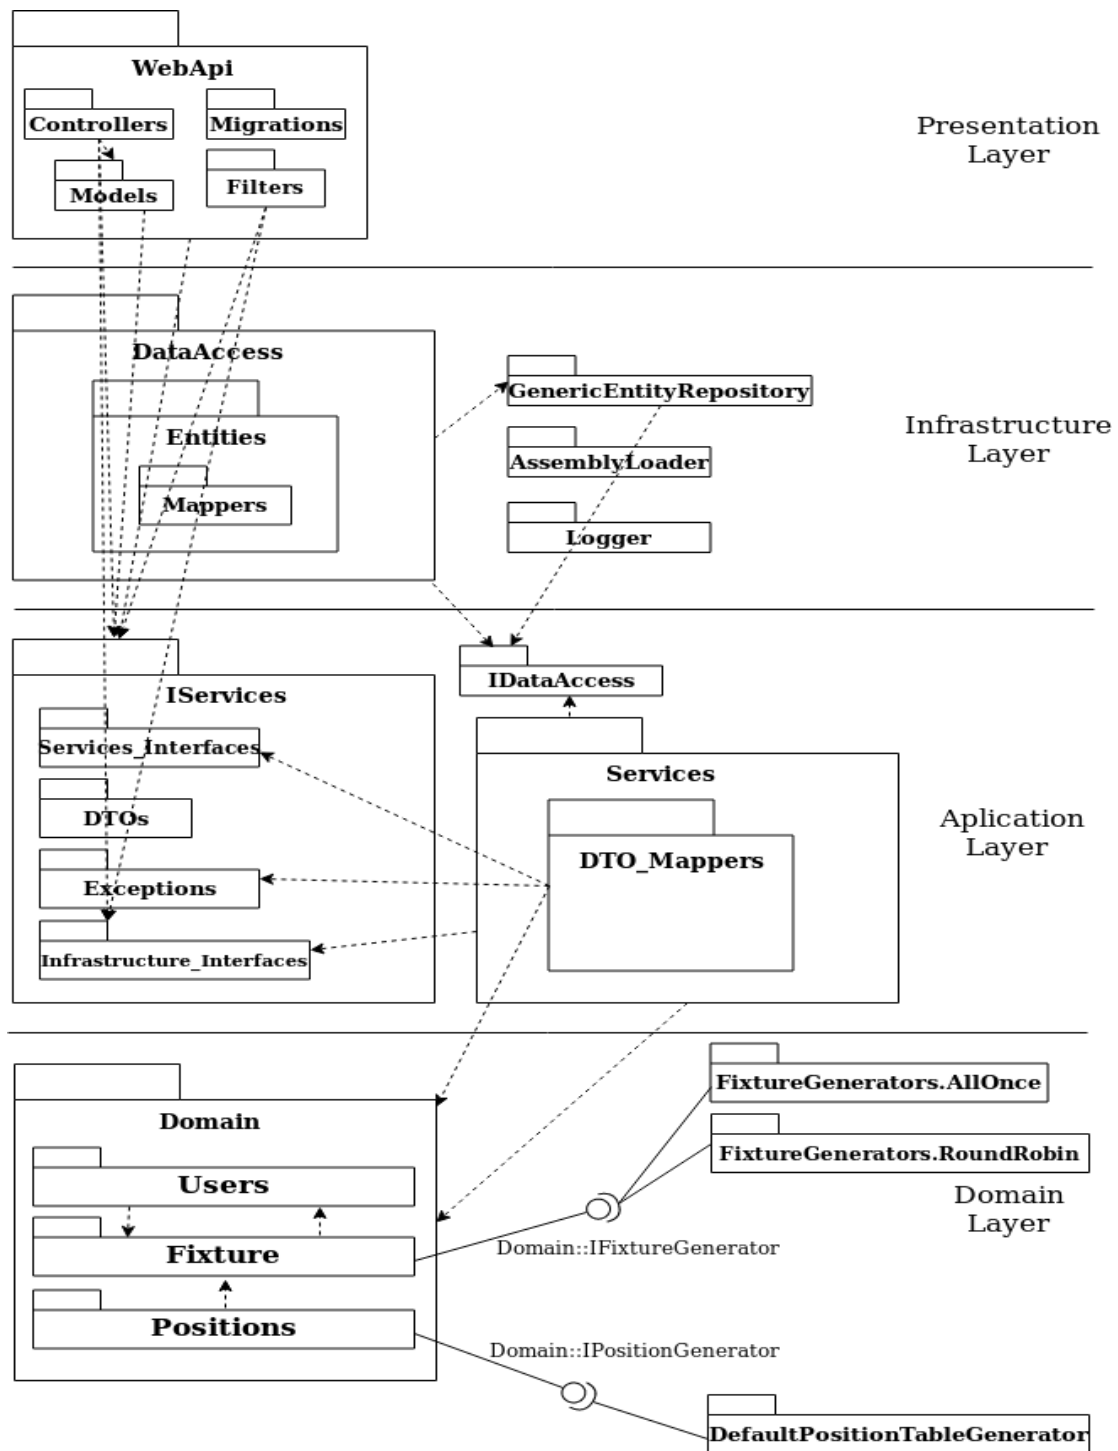 WebApi
Controllers
Migrations
Models
Filters
Presentation
Layer
DataAccess
Entities
Mappers
GenericEntityRepository
AssemblyLoader
Logger
Infrastructure
Layer
IServices
Services_Interfaces
DTOs
Exceptions
Infrastructure_Interfaces
IDataAccess
Services
DTO_Mappers
Aplication
Layer
Domain
Users
Fixture
Positions
FixtureGenerators.AllOnce
FixtureGenerators.RoundRobin
Domain
Layer
Domain::IFixtureGenerator
Domain::IPositionGenerator
DefaultPositionTableGenerator